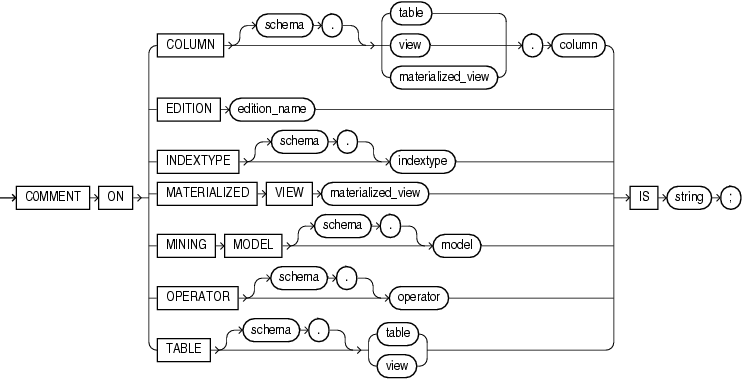 schema . table
COLUMN view . column
materialized_view
EDITION edition_name
schema .
INDEXTYPE indextype
COMMENT ON MATERIALIZED VIEW materialized_view IS string ;
schema .
MINING MODEL model
schema .
OPERATOR operator
schema . table
TABLE view